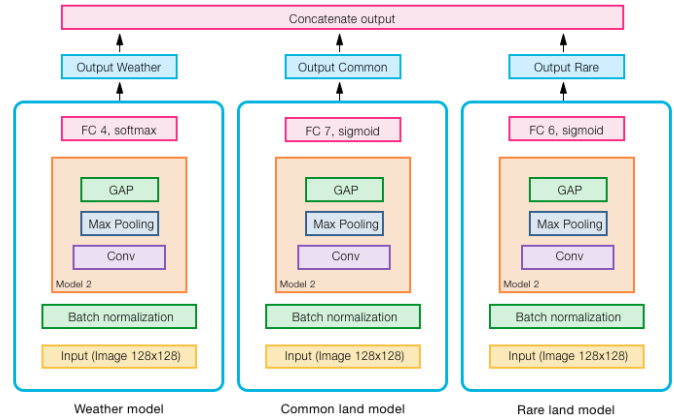 Concatenate output
Output Weather
Output Common
Output Rare
FC 4, softmax
FC 7, sigmoid
FC 6, sigmoid
GAP
GAP
GAP
Max Pooling
Max Pooling
Max Pooling
Conv
Conv
Conv
Model 2
Model 2
Model 2
Batch normalization
Batch normalization
Batch normalization
Input (Image 128x128)
Input (Image 128x128)
Input (Image 128x128)
Weather model
Common land model
Rare land model